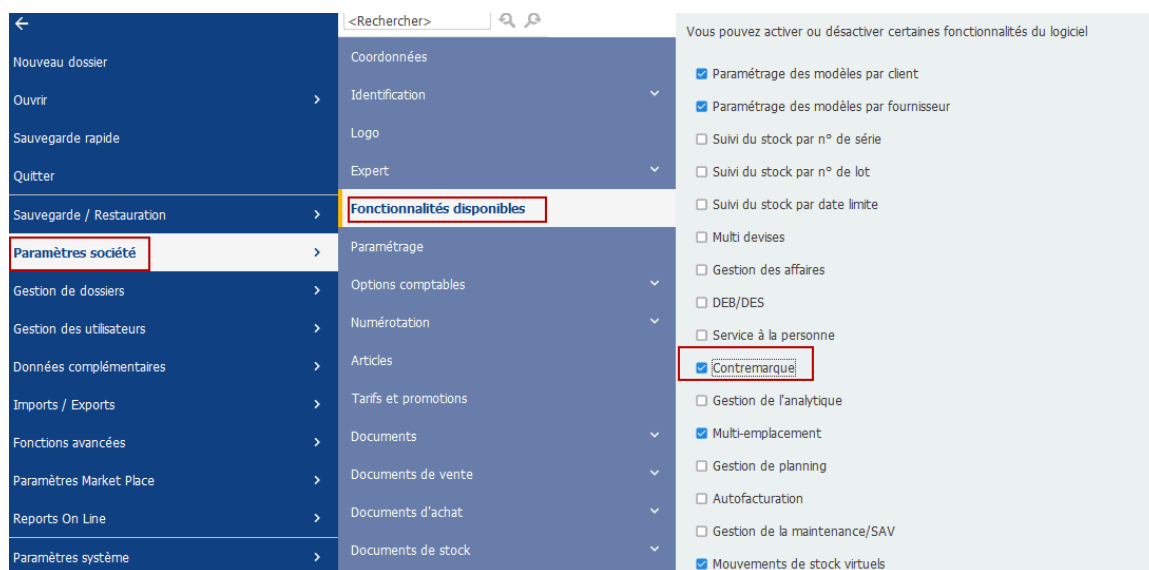 Nouveau dossier
Ouvrir
Sauvegarde rapide
Quitter
Sauvegarde / Restauration
Paramètres société
Gestion de dossiers
Gestion des utilisateurs
Données complémentaires
Imports / Exports
Fonctions avancées
Paramètres Market Place
Reports On Line
Paramètres système
<Rechercher>
Coordonnées
Identification
Logo
Expert
Fonctionnalités disponibles
Paramétrage
Options comptables
Numérotation
Articles
Tarifs et promotions
Documents
Documents de vente
Documents d'achat
Documents de stock
Vous pouvez activer ou désactiver certaines fonctionnalités du logiciel
Paramétrage des modèles par client
Paramétrage des modèles par fournisseur
Suivi du stock par n° de série
Suivi du stock par n° de lot
Suivi du stock par date limite
Multi devises
Gestion des affaires
DEB/DES
Service à la personne
Contremarque
Gestion de l'analytique
Multi-emplacement
Gestion de planning
Autofacturation
Gestion de la maintenance/SAV
Mouvements de stock virtuels